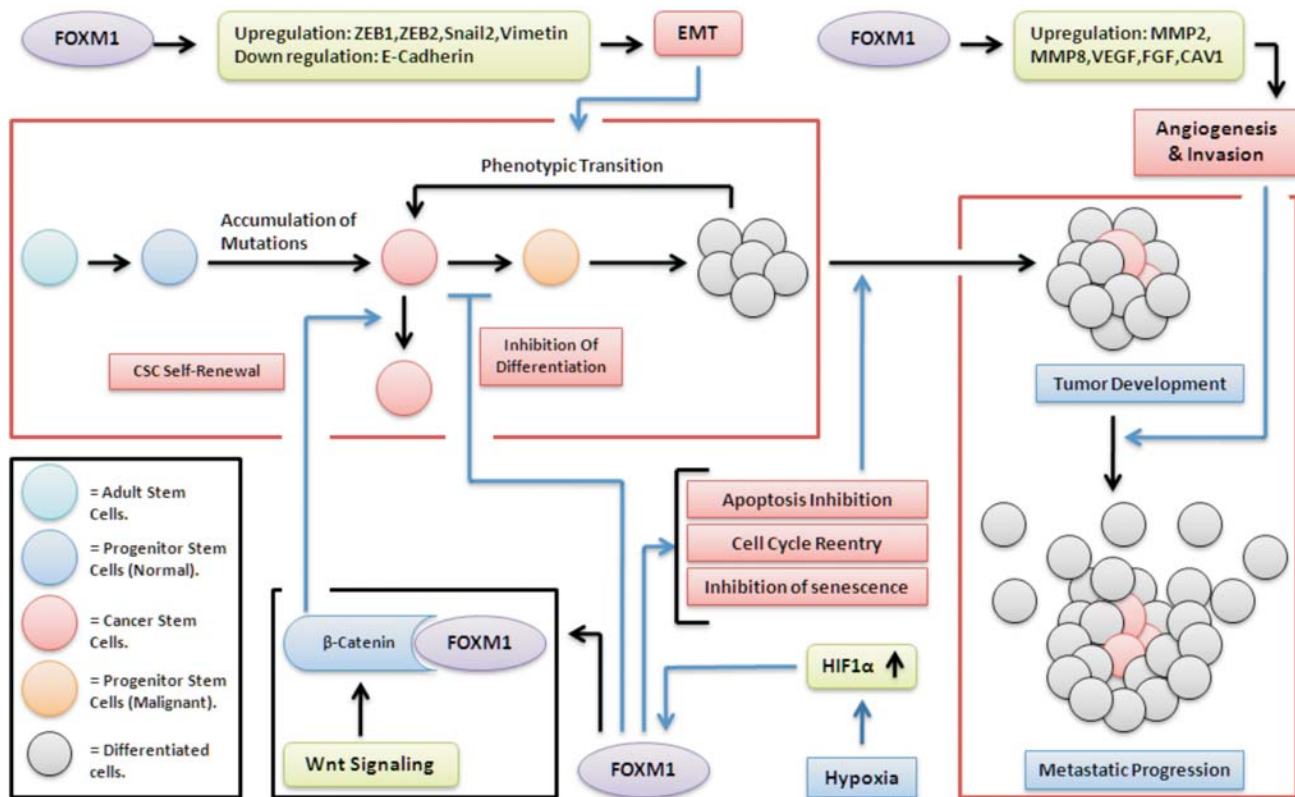 FOXM1
Upregulation: ZEB1,ZEB2,Snail2,Vimetin
Down regulation: E-Cadherin
EMT
FOXM1
Upregulation: MMP2,
MMP8,VEGF,FGF,CAV1
Angiogenesis
& Invasion
Phenotypic Transition
Accumulation of
Mutations
CSC Self-Renewal
Inhibition Of
Differentiation
Tumor Development
= Adult Stem
Cells.
= Progenitor Stem
Cells (Normal).
= Cancer Stem
Cells.
= Progenitor Stem
Cells (Malignant).
= Differentiated
cells.
β-Catenin
FOXM1
Wnt Signaling
Apoptosis Inhibition
Cell Cycle Reentry
Inhibition of senescence
HIF1α
FOXM1
Hypoxia
Metastatic Progression